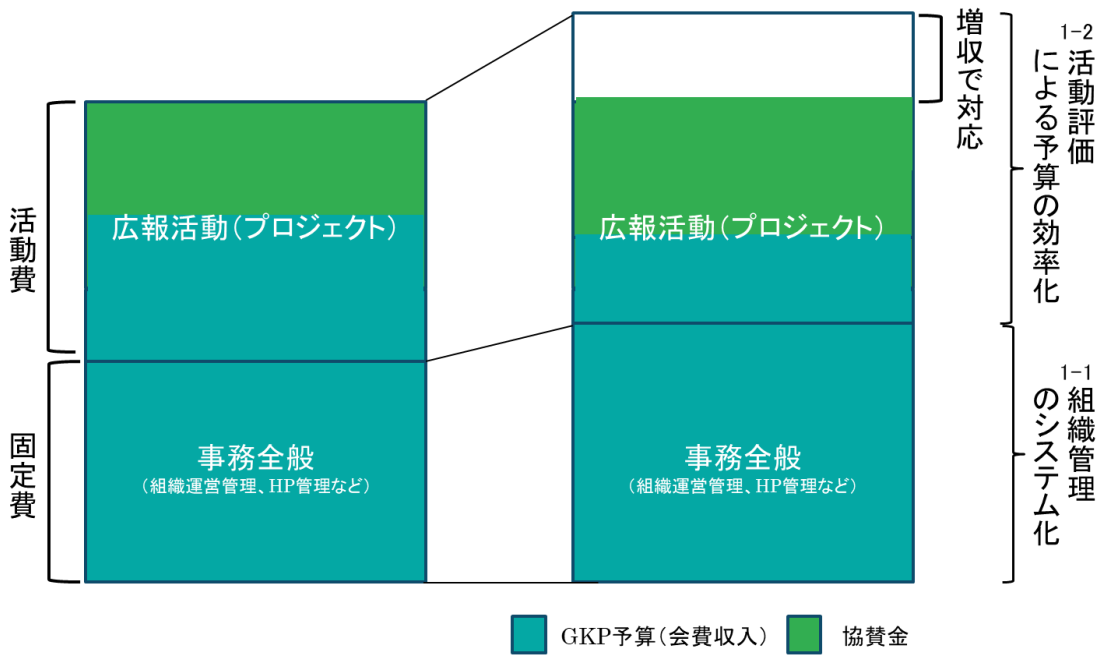 活動費
固定費
広報活動（プロジェクト）
事務全般
（組織運営管理、HP管理など）
広報活動（プロジェクト）
事務全般
（組織運営管理、HP管理など）
増収で対応
1-2 活動評価
による予算の効率化
1-1 組織管理
のシステム化
GKP予算（会費収入）
協賛金